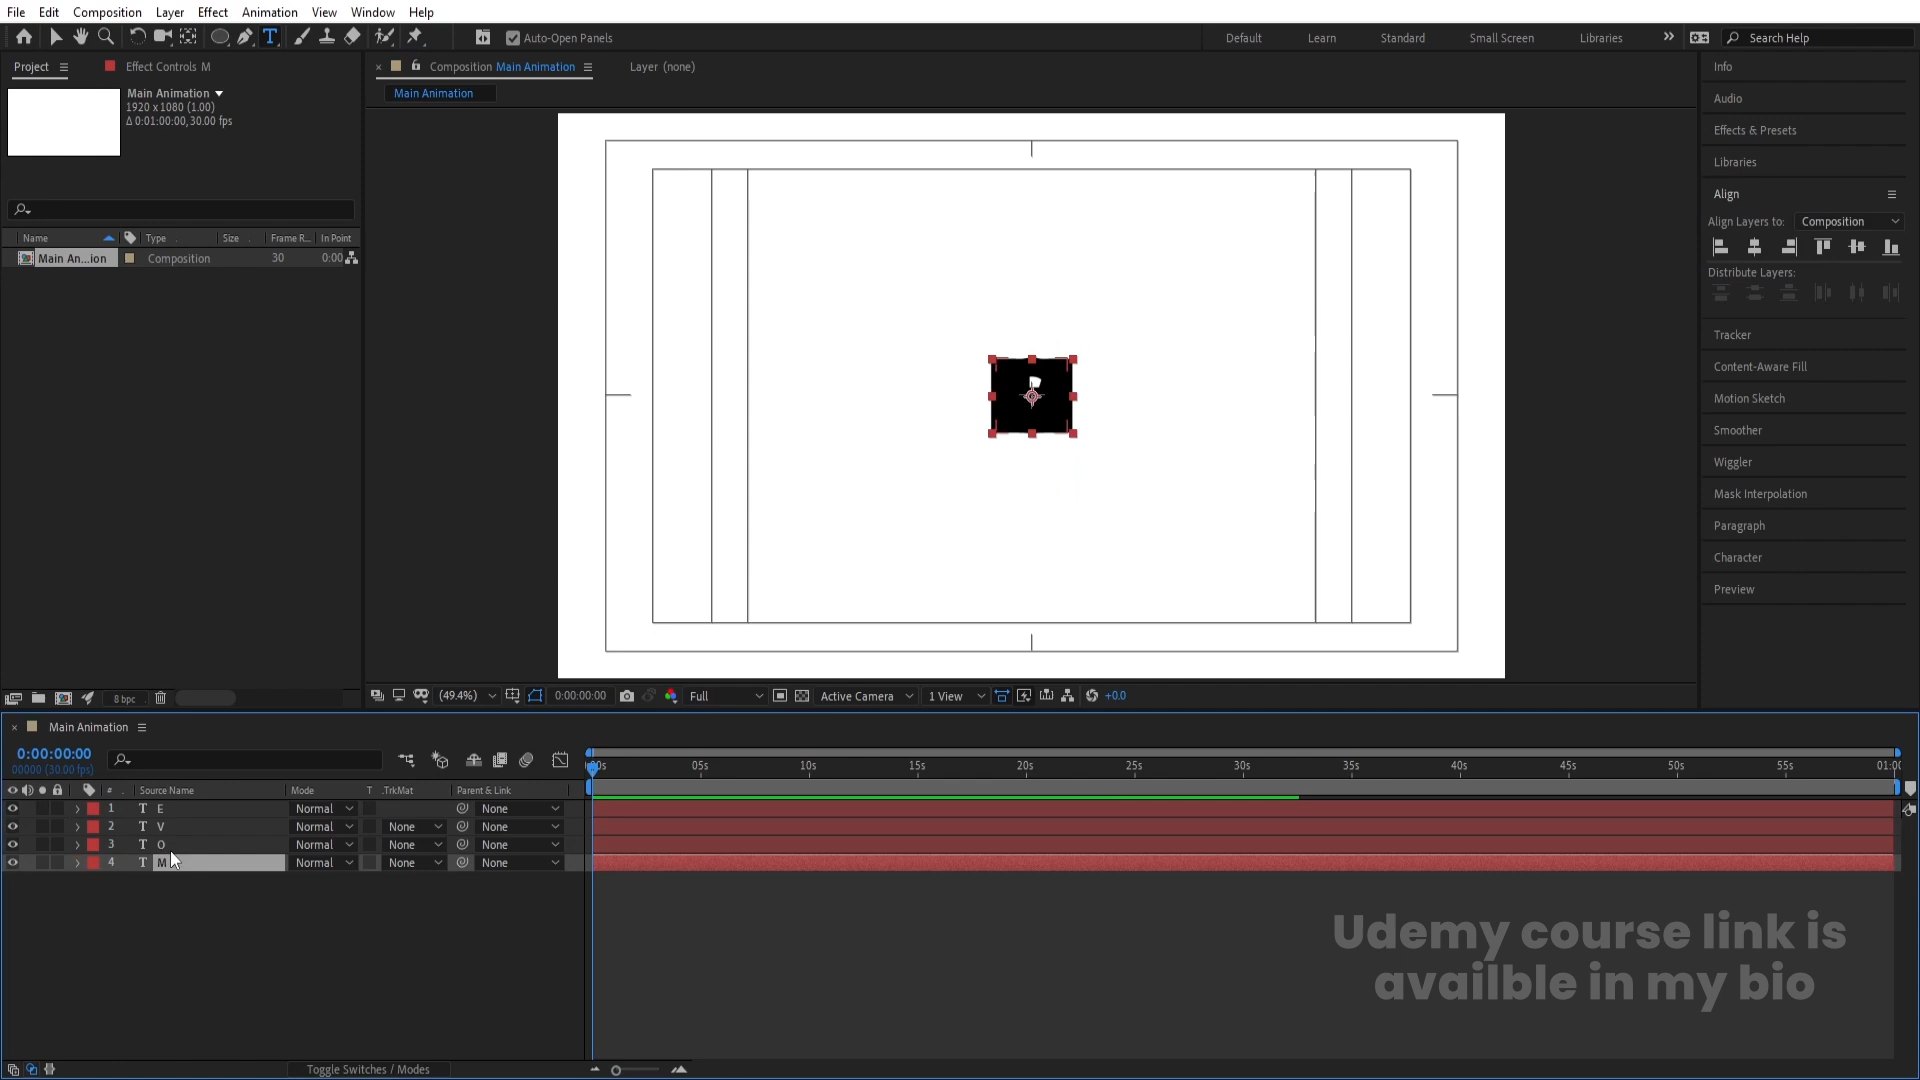 File Edit Composition Layer Effect Animation View Window Help
Auto-Open Panels
Default Learn Standard Small Screen Libraries Search Help
Project Effect Controls M
Composition Main Animation Layer (none)
Main Animation
Main Animation
1920 x 1080 (1.00)
Δ 0:01:00:00, 30.00 fps
Name Type Size Frame R... In Point
Main An...ion Composition 30 0:00
Info
Audio
Effects & Presets
Libraries
Align
Align Layers to: Composition
Distribute Layers:
Tracker
Content-Aware Fill
Motion Sketch
Smoother
Wiggler
Mask Interpolation
Paragraph
Character
Preview
8 bpc
(49.4%) 0:00:00:00 Full Active Camera 1 View +0.0
Main Animation
0:00:00:00
00000 (30.00 fps)
05s 10s 15s 20s 25s 30s 35s 40s 45s 50s 55s 01:00
# Source Name Mode T .TrkMat Parent & Link
1 T E Normal None
2 T V Normal None None
3 T O Normal None None
4 T M Normal None None
Udemy course link is
availble in my bio
Toggle Switches / Modes